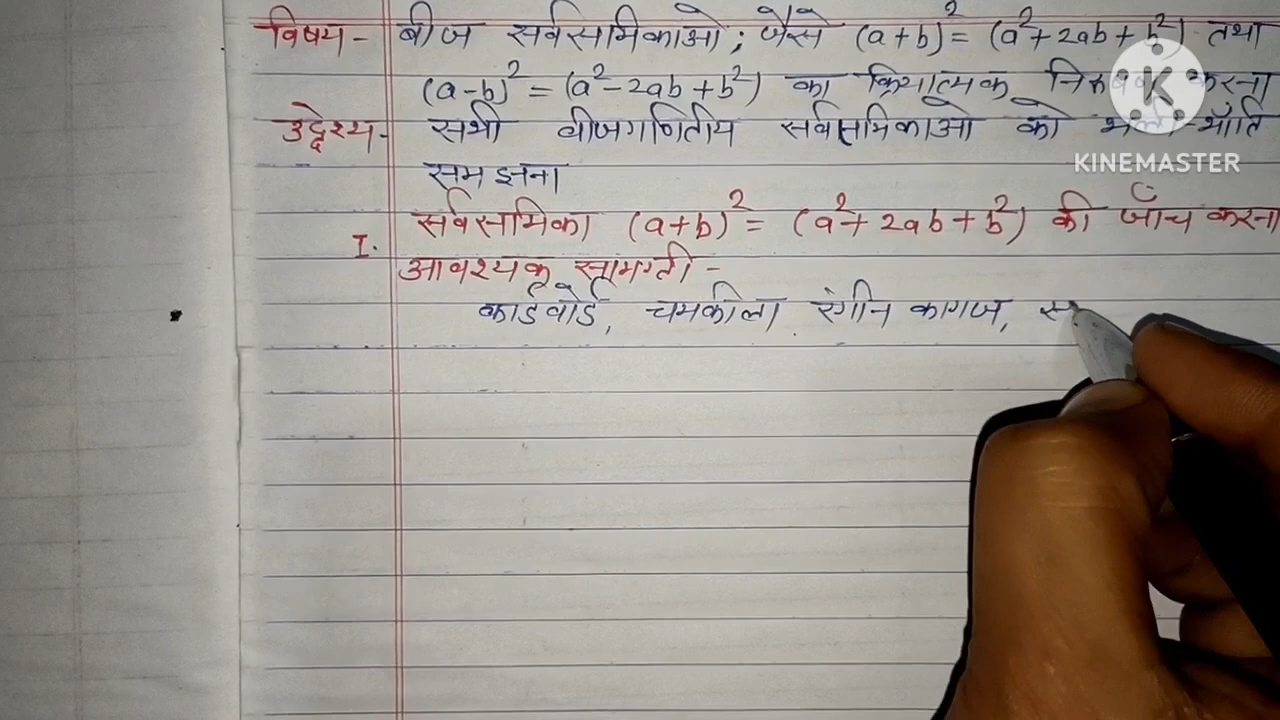 विषय - बीज सर्वसमिकाओ; जैसे (a+b)² = (a²+2ab+b²) तथा
(a-b)² = (a²-2ab+b²) का क्रियात्मक करना
उद्देश्य - सभी बीजगणितीय सर्वसमिकाओ को भाँति
समझना
I. सर्वसमिका (a+b)² = (a²+2ab+b²) की जाँच करना
आवश्यक सामग्री -
कार्डबोर्ड, चमकीला रंगीन कागज,
KINEMASTER